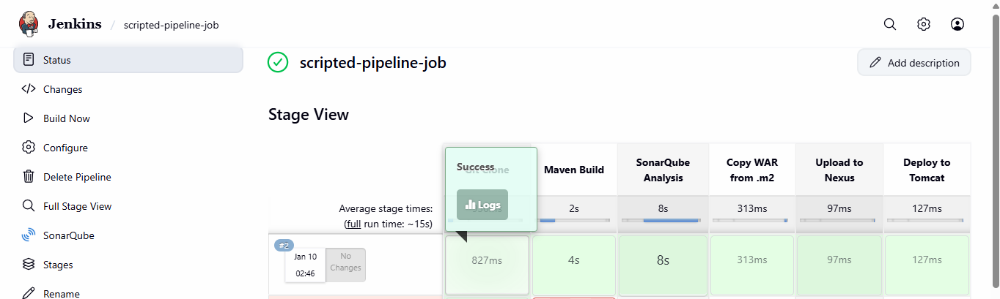 Jenkins / scripted-pipeline-job
Status
Changes
Build Now
Configure
Delete Pipeline
Full Stage View
SonarQube
Stages
Rename
scripted-pipeline-job
Add description
Stage View
Success
Git Clone
Logs
Maven Build
SonarQube
Analysis
Copy WAR
from .m2
Upload to
Nexus
Deploy to
Tomcat
Average stage times:
(full run time: ~15s)
2s
8s
313ms
97ms
127ms
#2
Jan 10
02:46
No
Changes
827ms
4s
8s
313ms
97ms
127ms